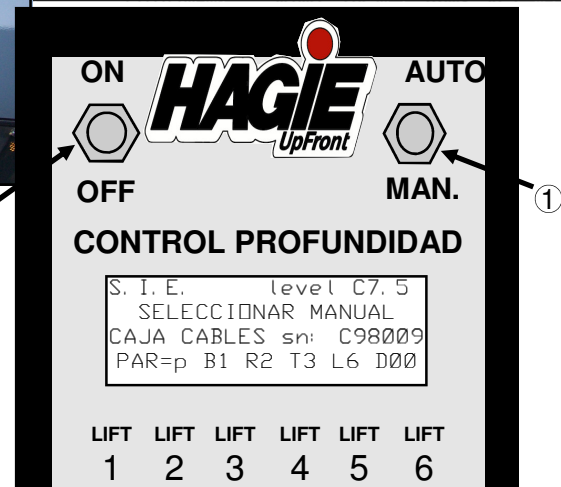 ON
AUTO
HAGIE
UpFront
OFF
MAN.
①
CONTROL PROFUNDIDAD
S.I.E. level C7.5
SELECCIONAR MANUAL
CAJA CABLES sn: C98009
PAR=p B1 R2 T3 L6 D00
LIFT LIFT LIFT LIFT LIFT LIFT
1 2 3 4 5 6